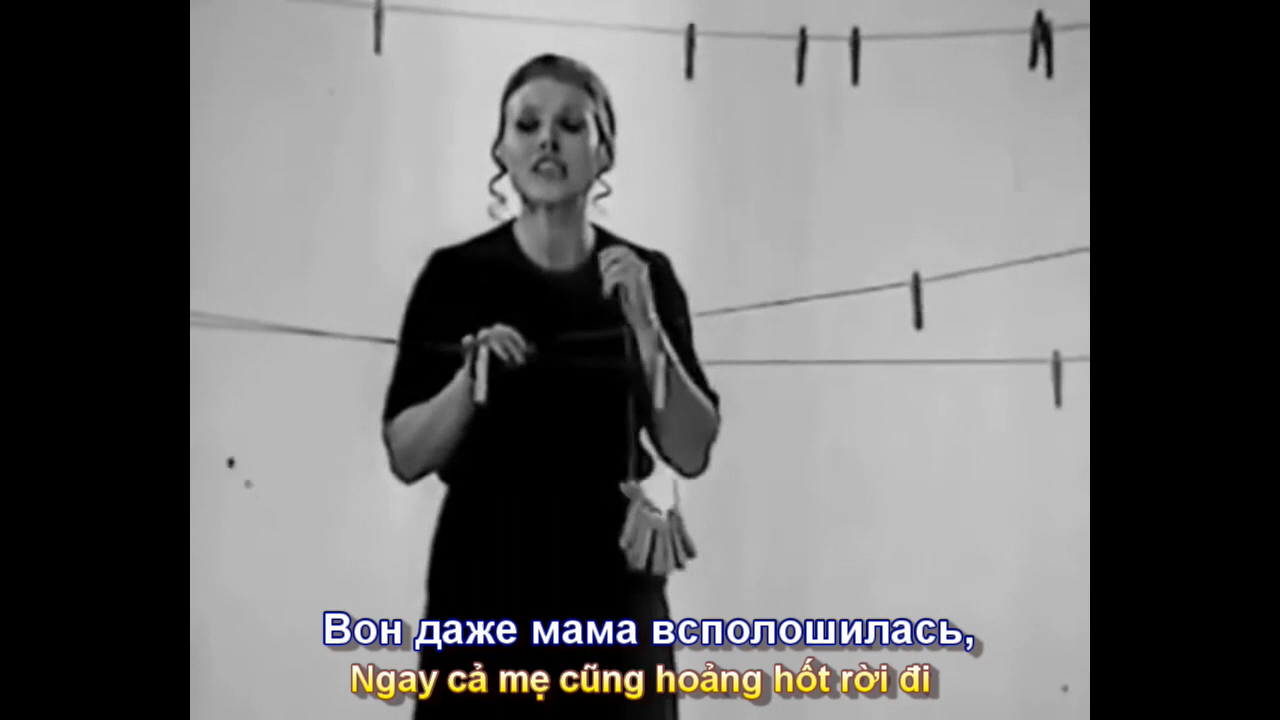 Вон даже мама всполошилась,
Ngay cả mẹ cũng hoảng hốt rời đi